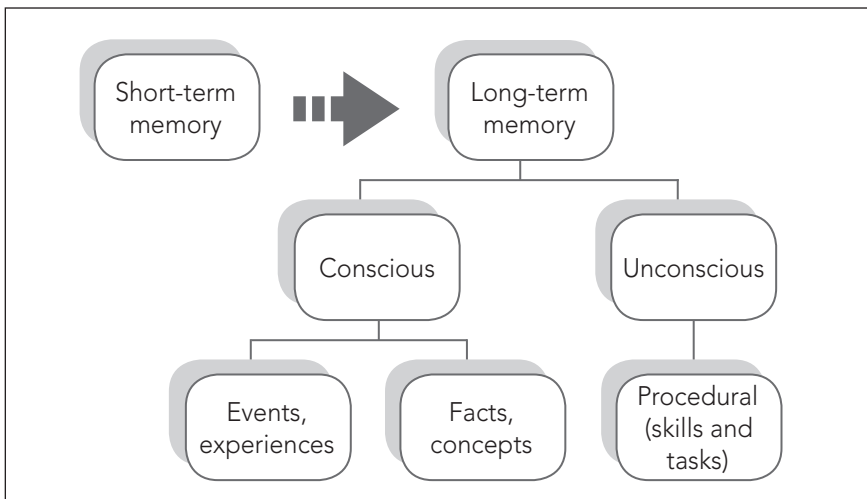 Short-term
memory
Long-term
memory
Conscious
Unconscious
Events,
experiences
Facts,
concepts
Procedural
(skills and
tasks)